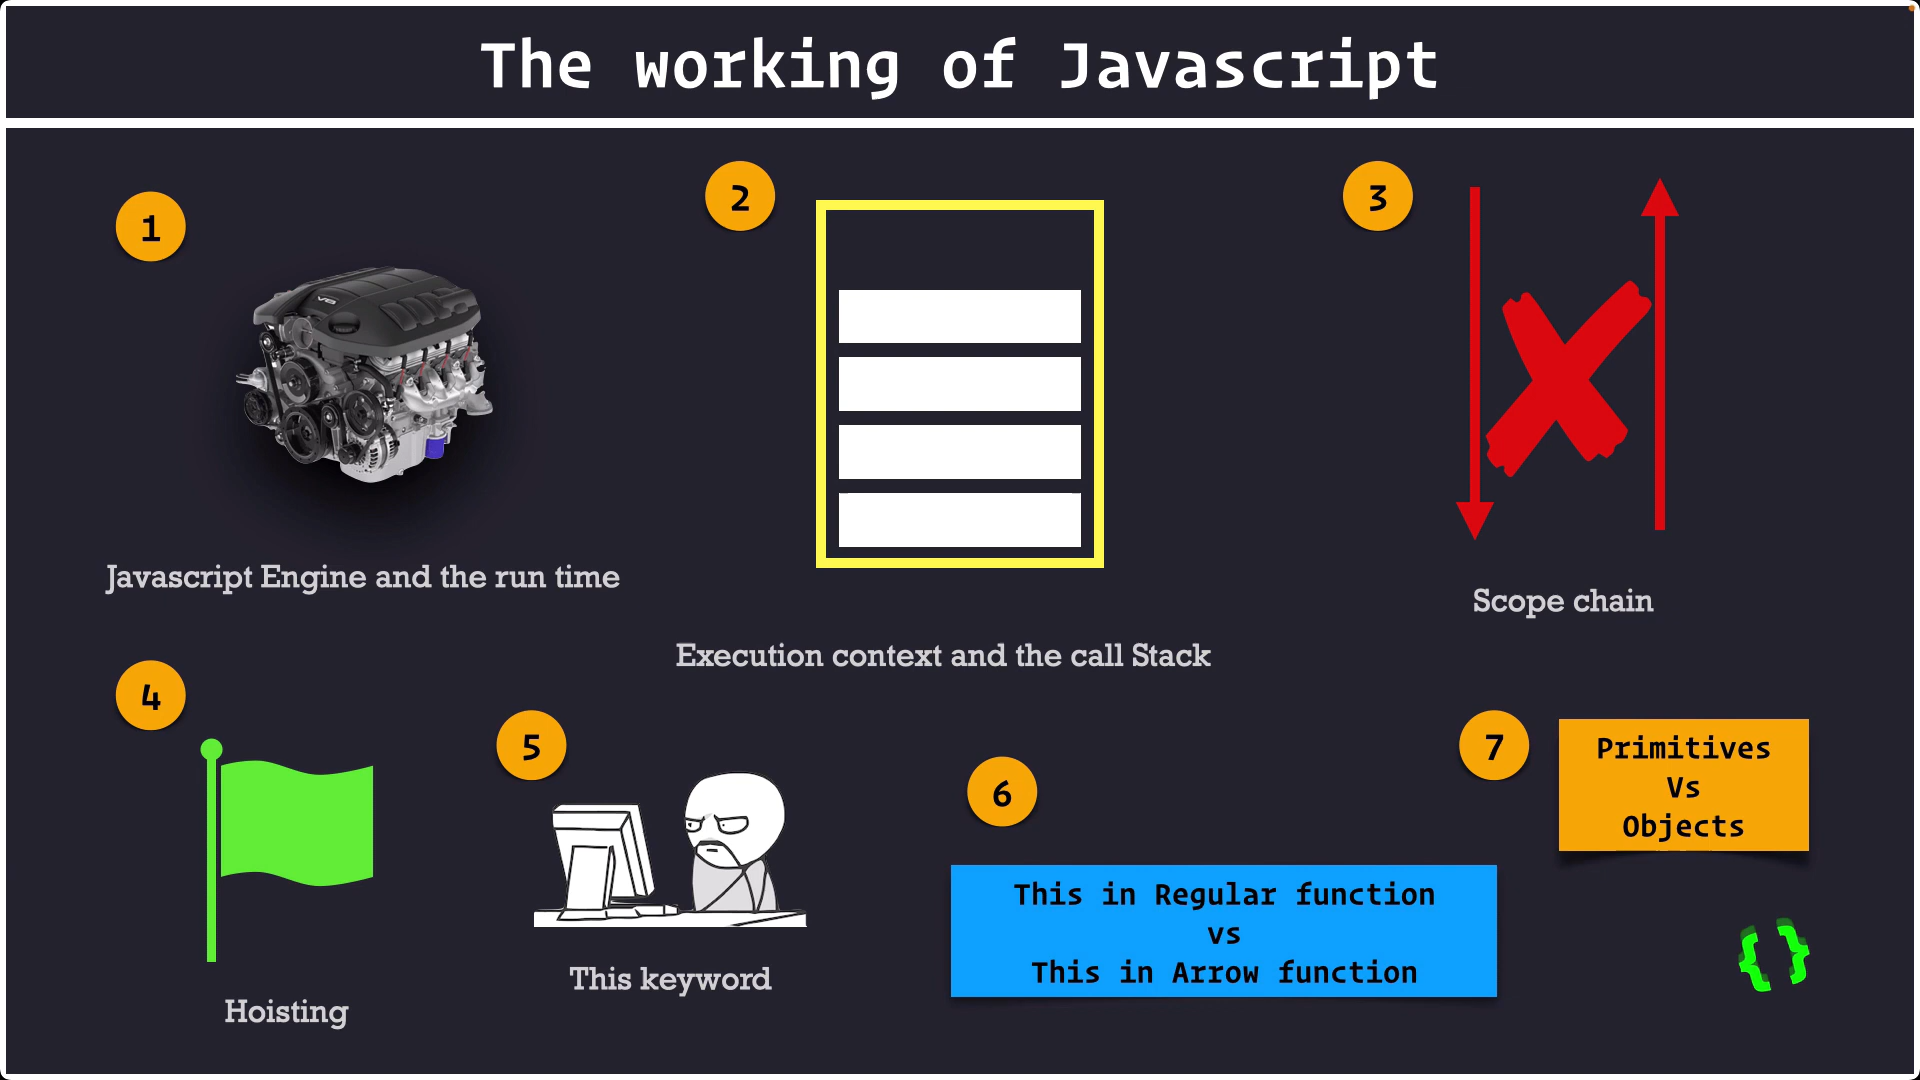 The working of Javascript
1
V8
Javascript Engine and the run time
2
Execution context and the call Stack
3
Scope chain
4
Hoisting
5
This keyword
6
This in Regular function
vs
This in Arrow function
7
Primitives
Vs
Objects
{}